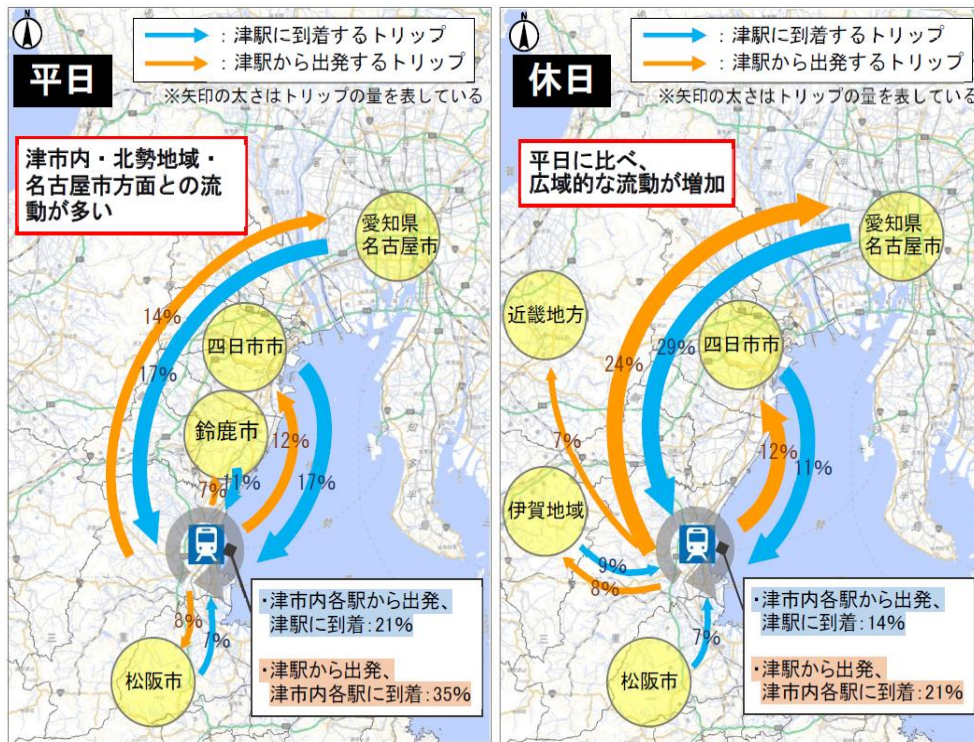 平日
→ ：津駅に到着するトリップ
→ ：津駅から出発するトリップ
※矢印の太さはトリップの量を表している
津市内・北勢地域・
名古屋市方面との流
動が多い
愛知県
名古屋市
14%
17%
四日市市
鈴鹿市
12%
17%
7%
11%
8%
7%
松阪市
・津市内各駅から出発、
津駅に到着:21%
・津駅から出発、
津市内各駅に到着:35%
休日
→ ：津駅に到着するトリップ
→ ：津駅から出発するトリップ
※矢印の太さはトリップの量を表している
平日に比べ、
広域的な流動が増加
愛知県
名古屋市
近畿地方
四日市市
24%
29%
7%
12%
11%
伊賀地域
9%
8%
7%
松阪市
・津市内各駅から出発、
津駅に到着:14%
・津駅から出発、
津市内各駅に到着:21%